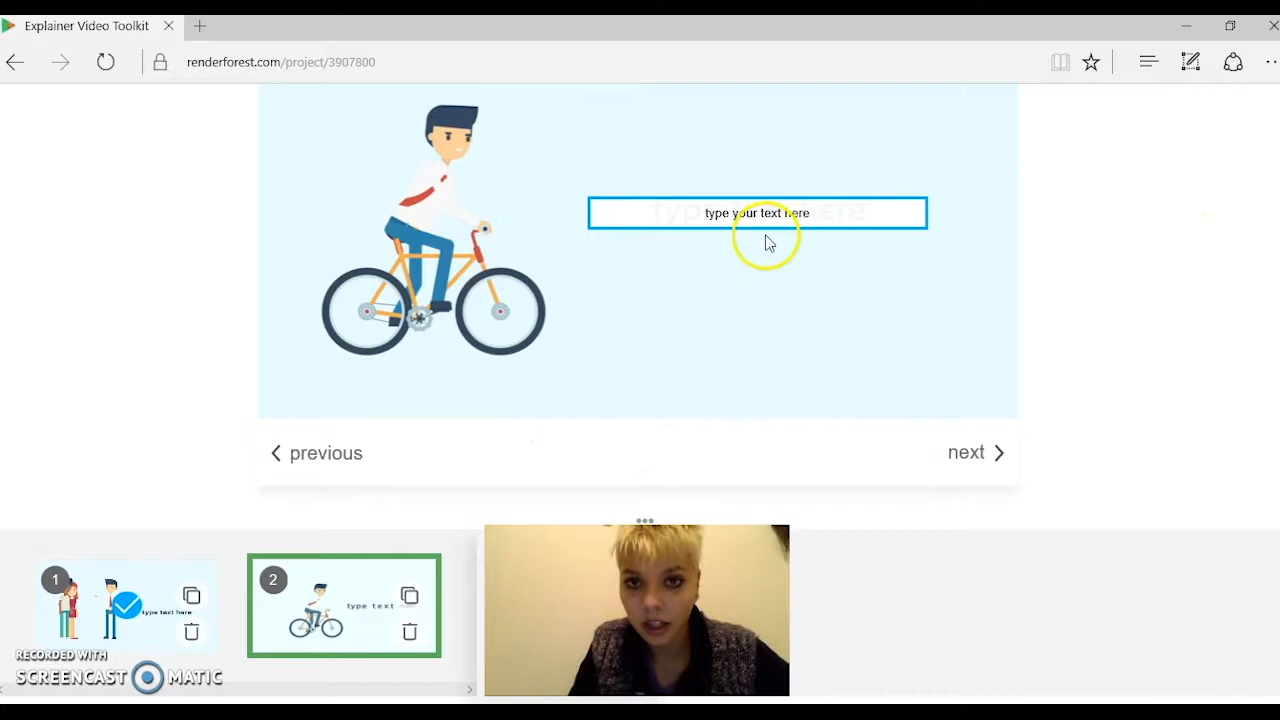 Explainer Video Toolkit
renderforest.com/project/3907800
type your text here
previous
next
1
type text here
2
type text
RECORDED WITH
SCREENCAST MATIC